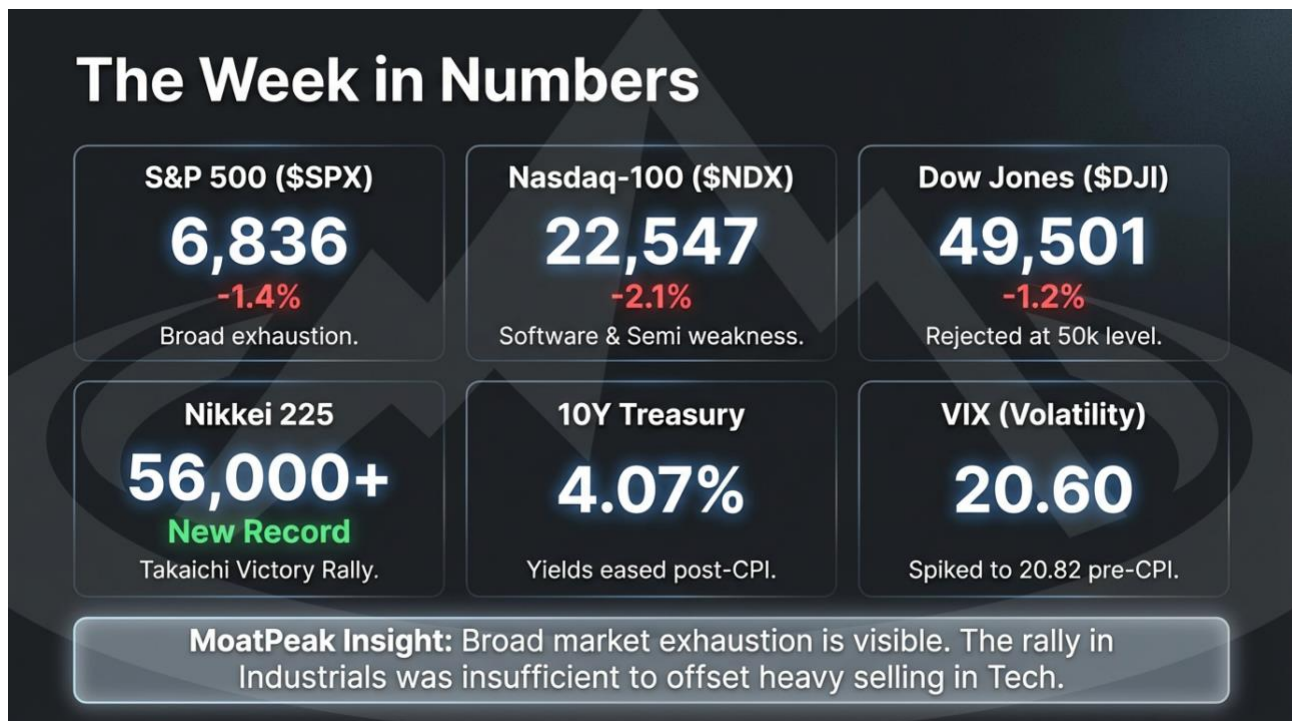 The Week in Numbers
S&P 500 ($SPX)
6,836
-1.4%
Broad exhaustion.
Nasdaq-100 ($NDX)
22,547
-2.1%
Software & Semi weakness.
Dow Jones ($DJI)
49,501
-1.2%
Rejected at 50k level.
Nikkei 225
56,000+
New Record
Takaichi Victory Rally.
10Y Treasury
4.07%
Yields eased post-CPI.
VIX (Volatility)
20.60
Spiked to 20.82 pre-CPI.
MoatPeak Insight: Broad market exhaustion is visible. The rally in
Industrials was insufficient to offset heavy selling in Tech.